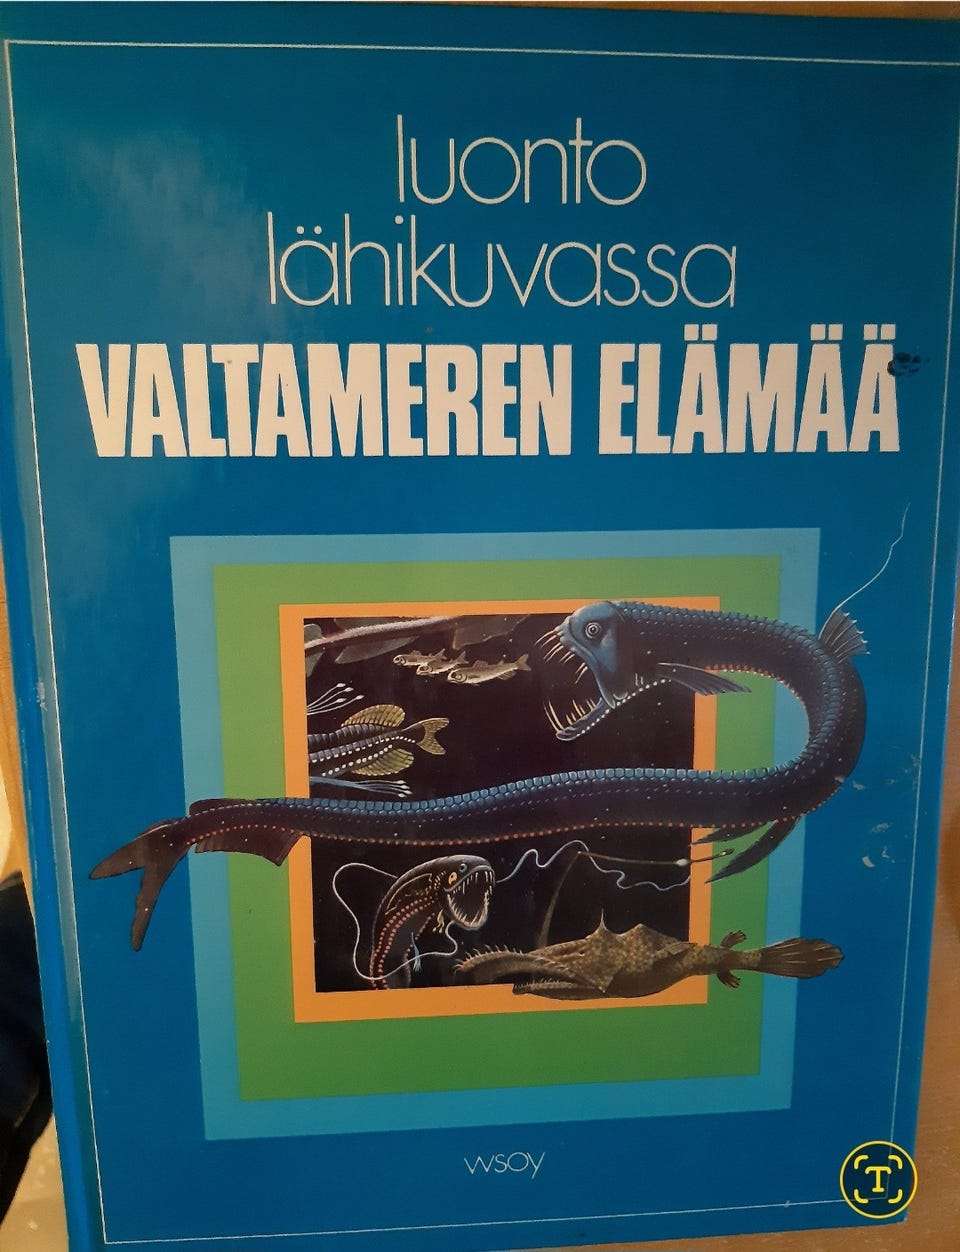 luonto
lähikuvassa
VALTAMEREN ELÄMÄÄ
wsoy
T